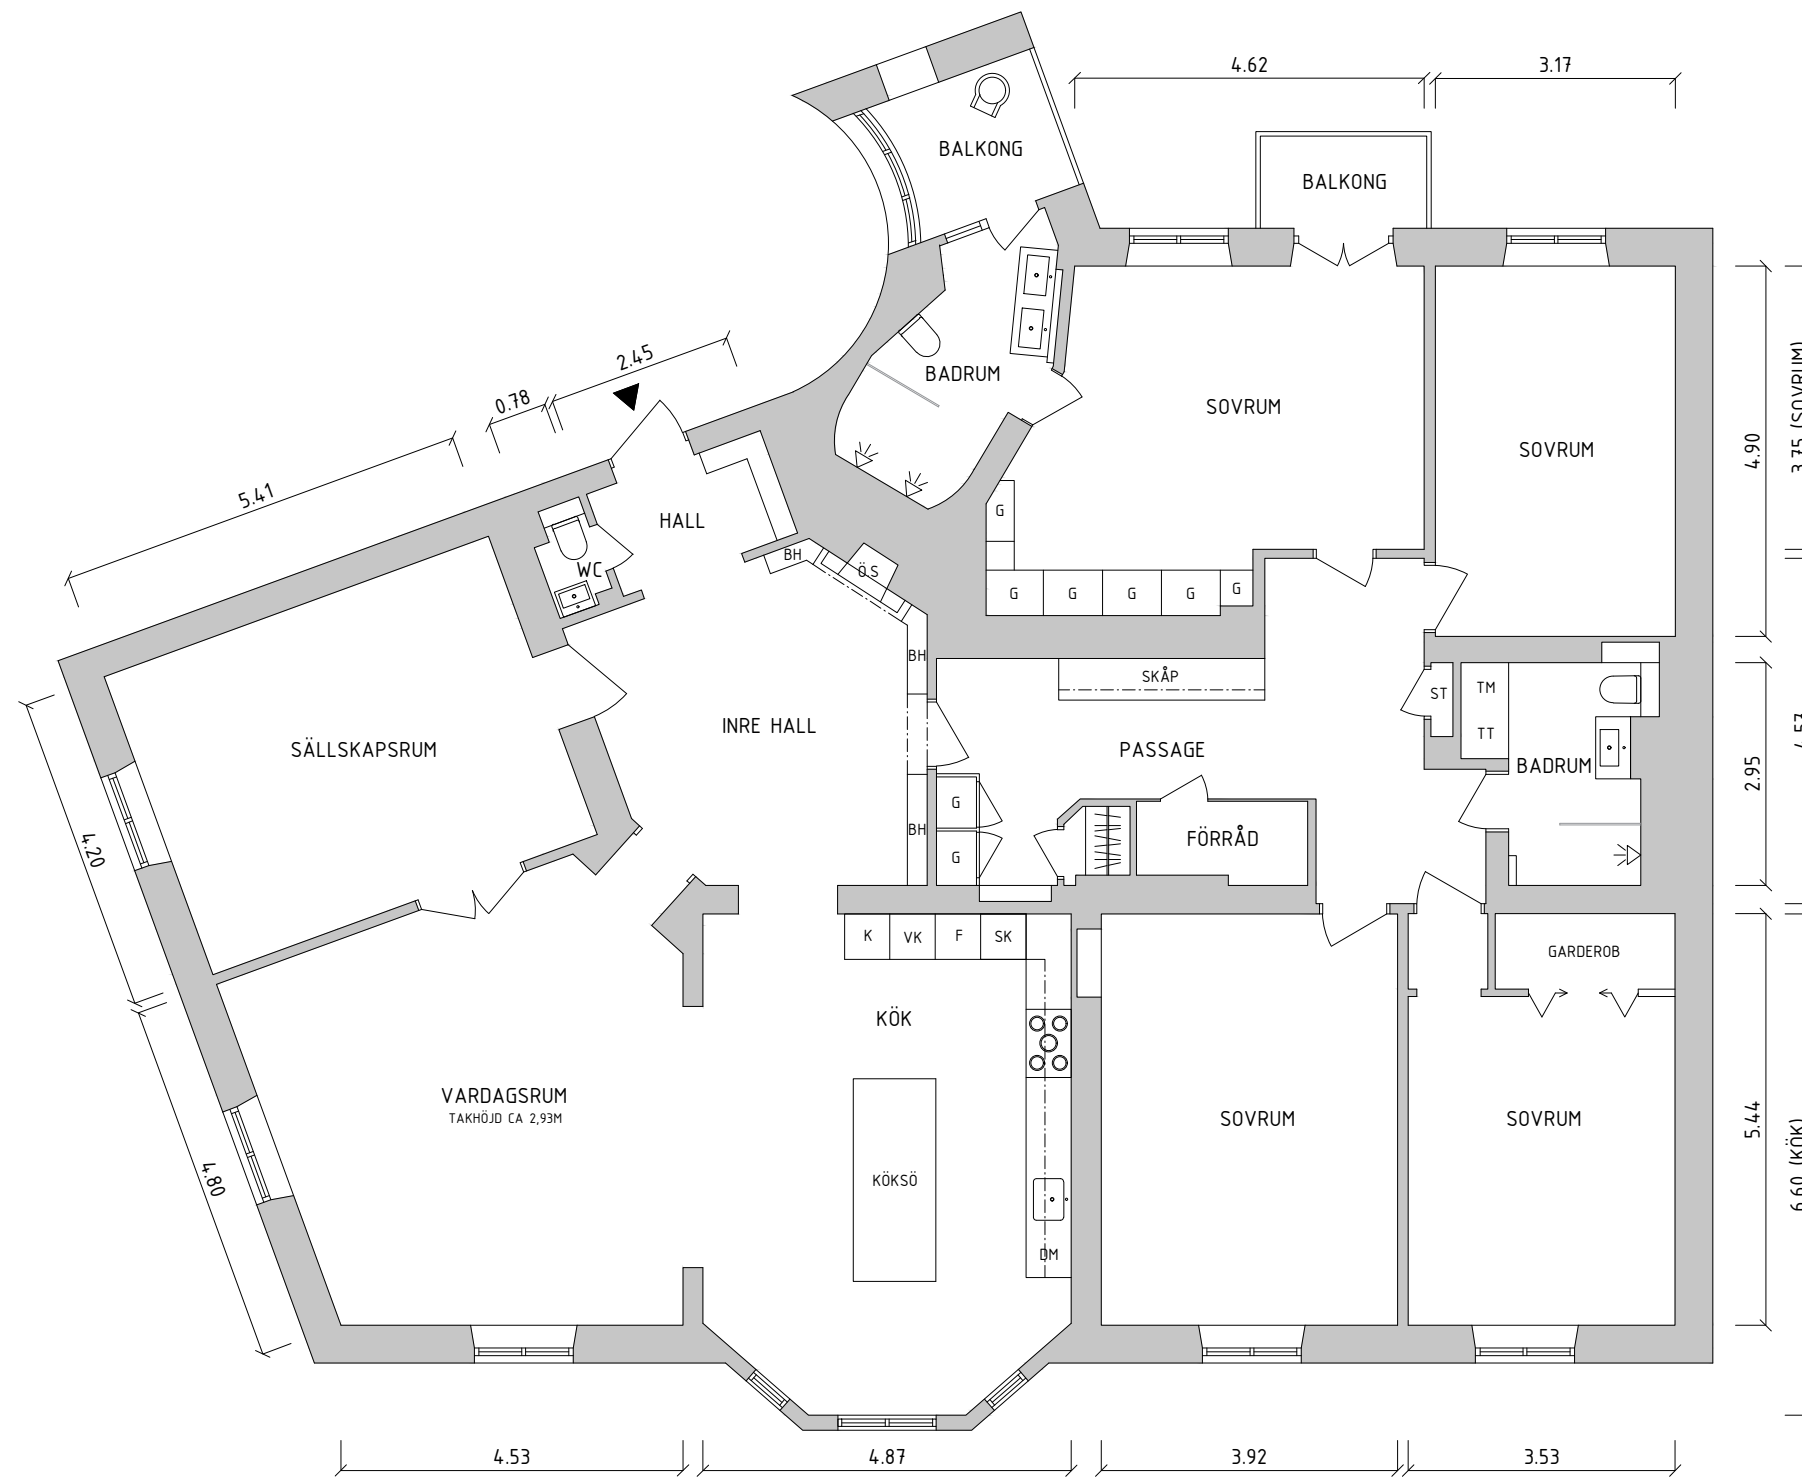 4.62
3.17
BALKONG
BALKONG
2.45
0.78
5.41
BADRUM
SOVRUM
SOVRUM
4.90
3.75 (SOVRUM)
HALL
G
WC
BH
ÖS
G
G
G
G
G
BH
SKÅP
ST
TM
TT
SÄLLSKAPSRUM
INRE HALL
PASSAGE
BADRUM
2.95
4.20
G
BH
FÖRRÅD
G
K
VK
F
SK
GARDEROB
KÖK
VARDAGSRUM
TAKHÖJD CA 2,93M
SOVRUM
SOVRUM
5.44
6.60 (KÖK)
4.80
KÖKSÖ
DM
4.53
4.87
3.92
3.53